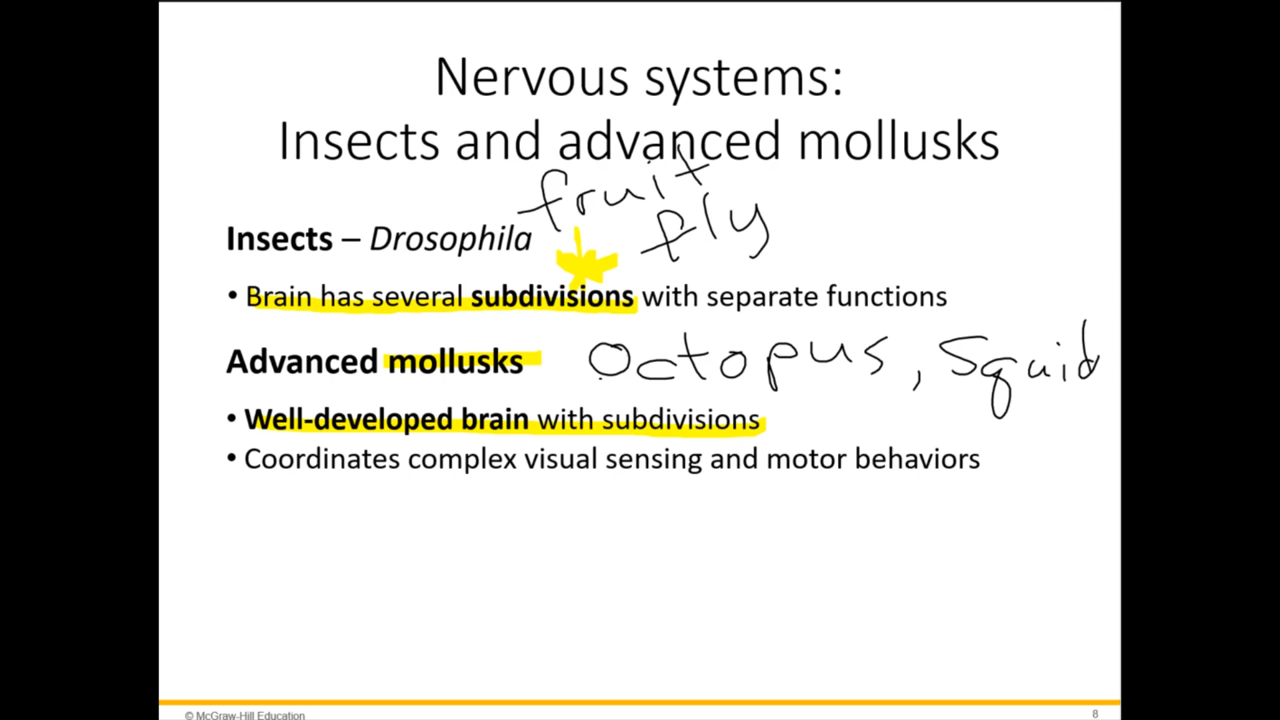 Nervous systems:
Insects and advanced mollusks
fruit
fly
Insects – Drosophila
• Brain has several subdivisions with separate functions
Advanced mollusks
Octopus, Squid
• Well-developed brain with subdivisions
• Coordinates complex visual sensing and motor behaviors
© McGraw-Hill Education
8